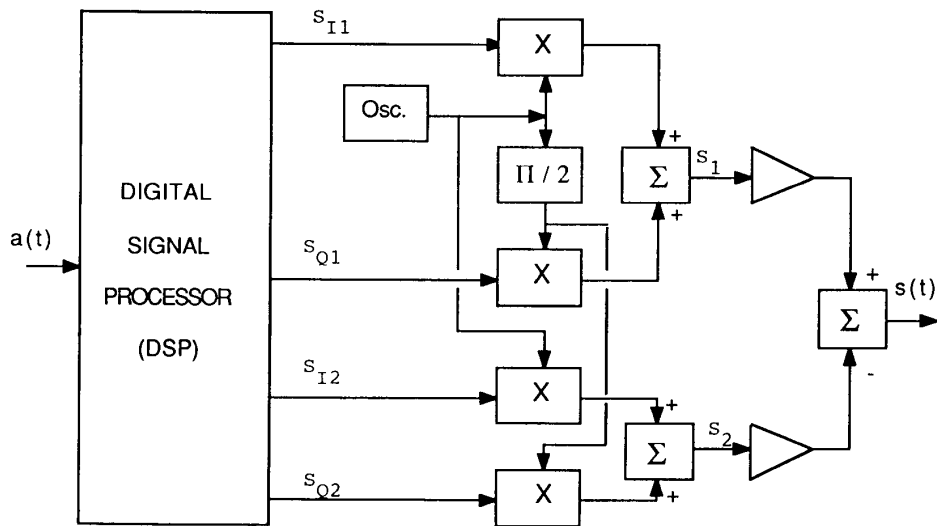 S_I1
X
Osc.
+
Π / 2
Σ
S_1
DIGITAL
SIGNAL
PROCESSOR
(DSP)
a(t)
+
S_Q1
X
+
s(t)
Σ
S_I2
X
-
+
S_2
Σ
S_Q2
X
+